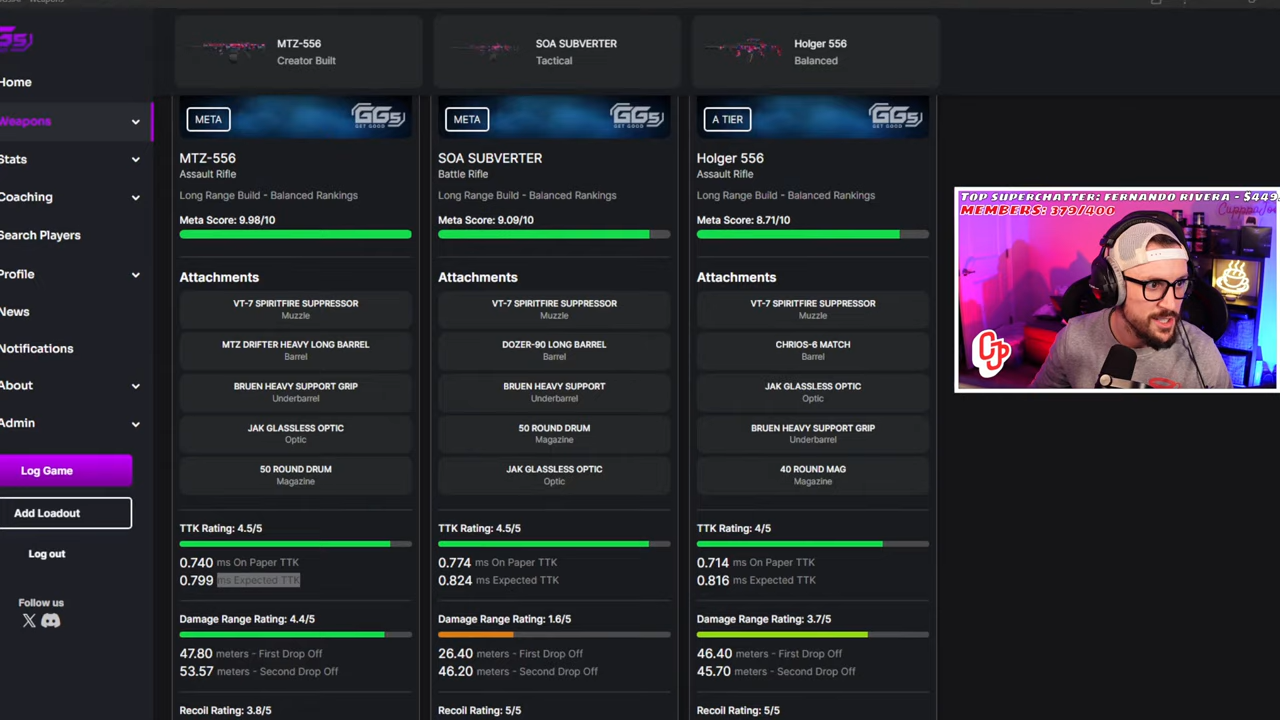 MTZ-556
Creator Built
SOA SUBVERTER
Tactical
Holger 556
Balanced
Home
Weapons
Stats
Coaching
Search Players
Profile
News
Notifications
About
Admin
Log Game
Add Loadout
Log out
Follow us
META
GGs
GET GOOD
MTZ-556
Assault Rifle
Long Range Build - Balanced Rankings
Meta Score: 9.98/10
Attachments
VT-7 SPIRITFIRE SUPPRESSOR
Muzzle
MTZ DRIFTER HEAVY LONG BARREL
Barrel
BRUEN HEAVY SUPPORT GRIP
Underbarrel
JAK GLASSLESS OPTIC
Optic
50 ROUND DRUM
Magazine
TTK Rating: 4.5/5
0.740 ms On Paper TTK
0.799 ms Expected TTK
Damage Range Rating: 4.4/5
47.80 meters - First Drop Off
53.57 meters - Second Drop Off
Recoil Rating: 3.8/5
META
GGs
GET GOOD
SOA SUBVERTER
Battle Rifle
Long Range Build - Balanced Rankings
Meta Score: 9.09/10
Attachments
VT-7 SPIRITFIRE SUPPRESSOR
Muzzle
DOZER-90 LONG BARREL
Barrel
BRUEN HEAVY SUPPORT
Underbarrel
50 ROUND DRUM
Magazine
JAK GLASSLESS OPTIC
Optic
TTK Rating: 4.5/5
0.774 ms On Paper TTK
0.824 ms Expected TTK
Damage Range Rating: 1.6/5
26.40 meters - First Drop Off
46.20 meters - Second Drop Off
Recoil Rating: 5/5
A TIER
GGs
GET GOOD
Holger 556
Assault Rifle
Long Range Build - Balanced Rankings
Meta Score: 8.71/10
Attachments
VT-7 SPIRITFIRE SUPPRESSOR
Muzzle
CHRIOS-6 MATCH
Barrel
JAK GLASSLESS OPTIC
Optic
BRUEN HEAVY SUPPORT GRIP
Underbarrel
40 ROUND MAG
Magazine
TTK Rating: 4/5
0.714 ms On Paper TTK
0.816 ms Expected TTK
Damage Range Rating: 3.7/5
46.40 meters - First Drop Off
45.70 meters - Second Drop Off
Recoil Rating: 5/5
TOP SUPERCHATTER: FERNANDO RIVERA - $449
MEMBERS: 379/400
CJP